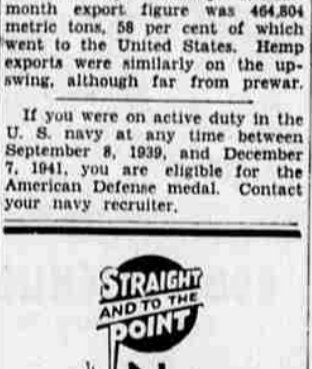 month export figure was 464,804
metric tons, 58 per cent of which
went to the United States. Hemp
exports were similarly on the up-
swing, although far from prewar.
If you were on active duty in the
U. S. navy at any time between
September 8, 1939, and December
7, 1941, you are eligible for the
American Defense medal. Contact
your navy recruiter.
STRAIGHT
AND TO THE
POINT